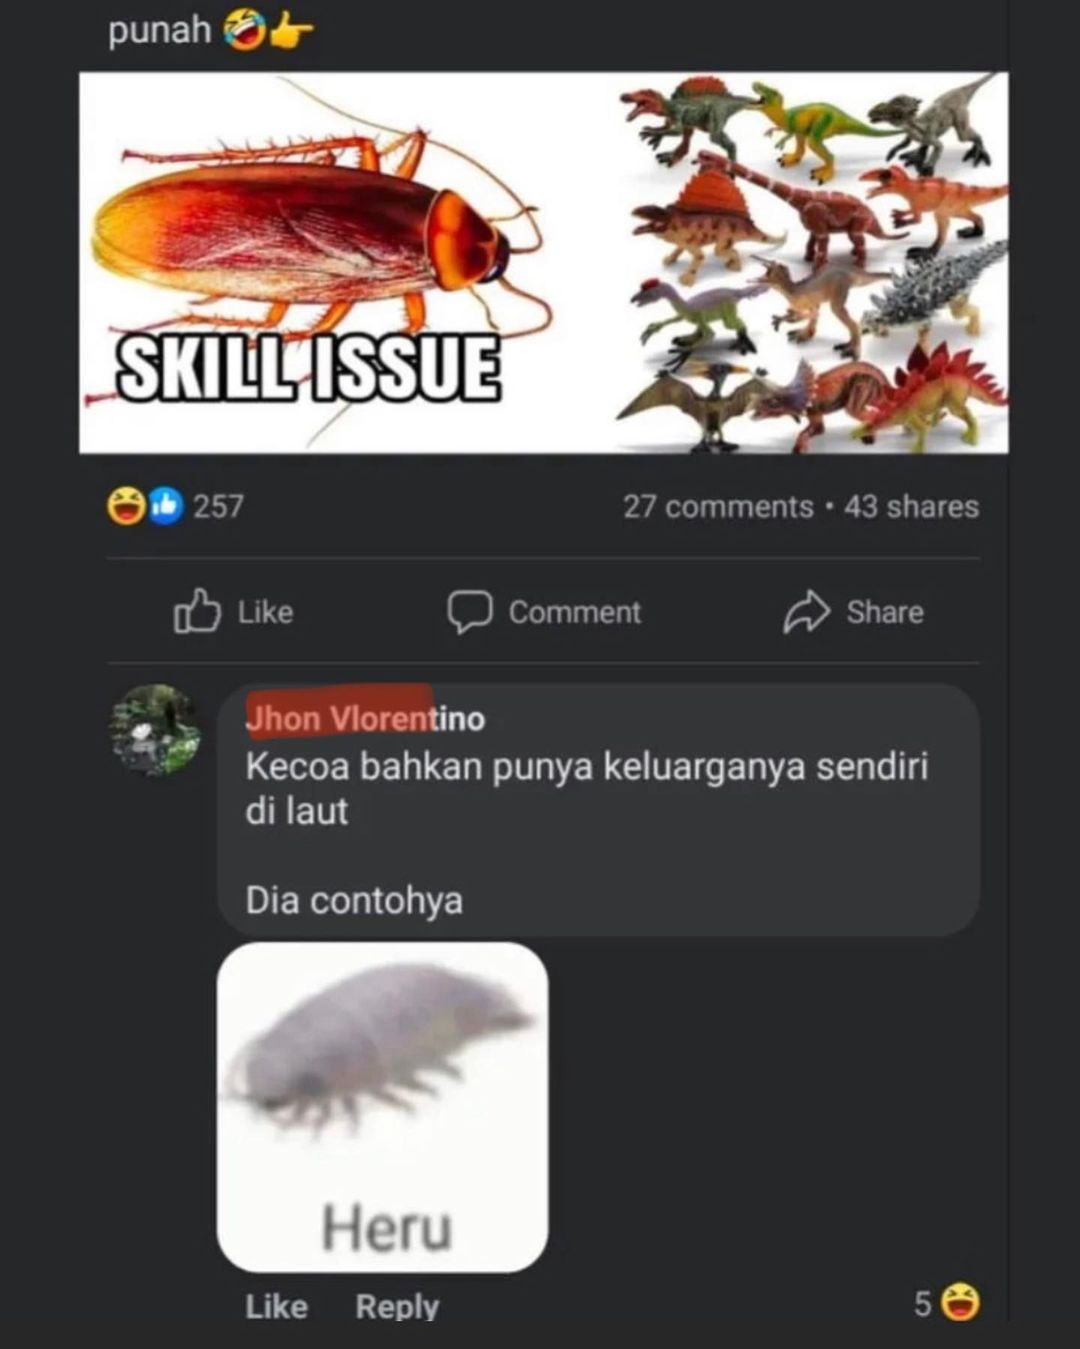 punah 🤣👉
SKILL ISSUE
257
27 comments • 43 shares
Like
Comment
Share
Jhon Vlorentino
Kecoa bahkan punya keluarganya sendiri
di laut
Dia contohya
Heru
Like Reply
5